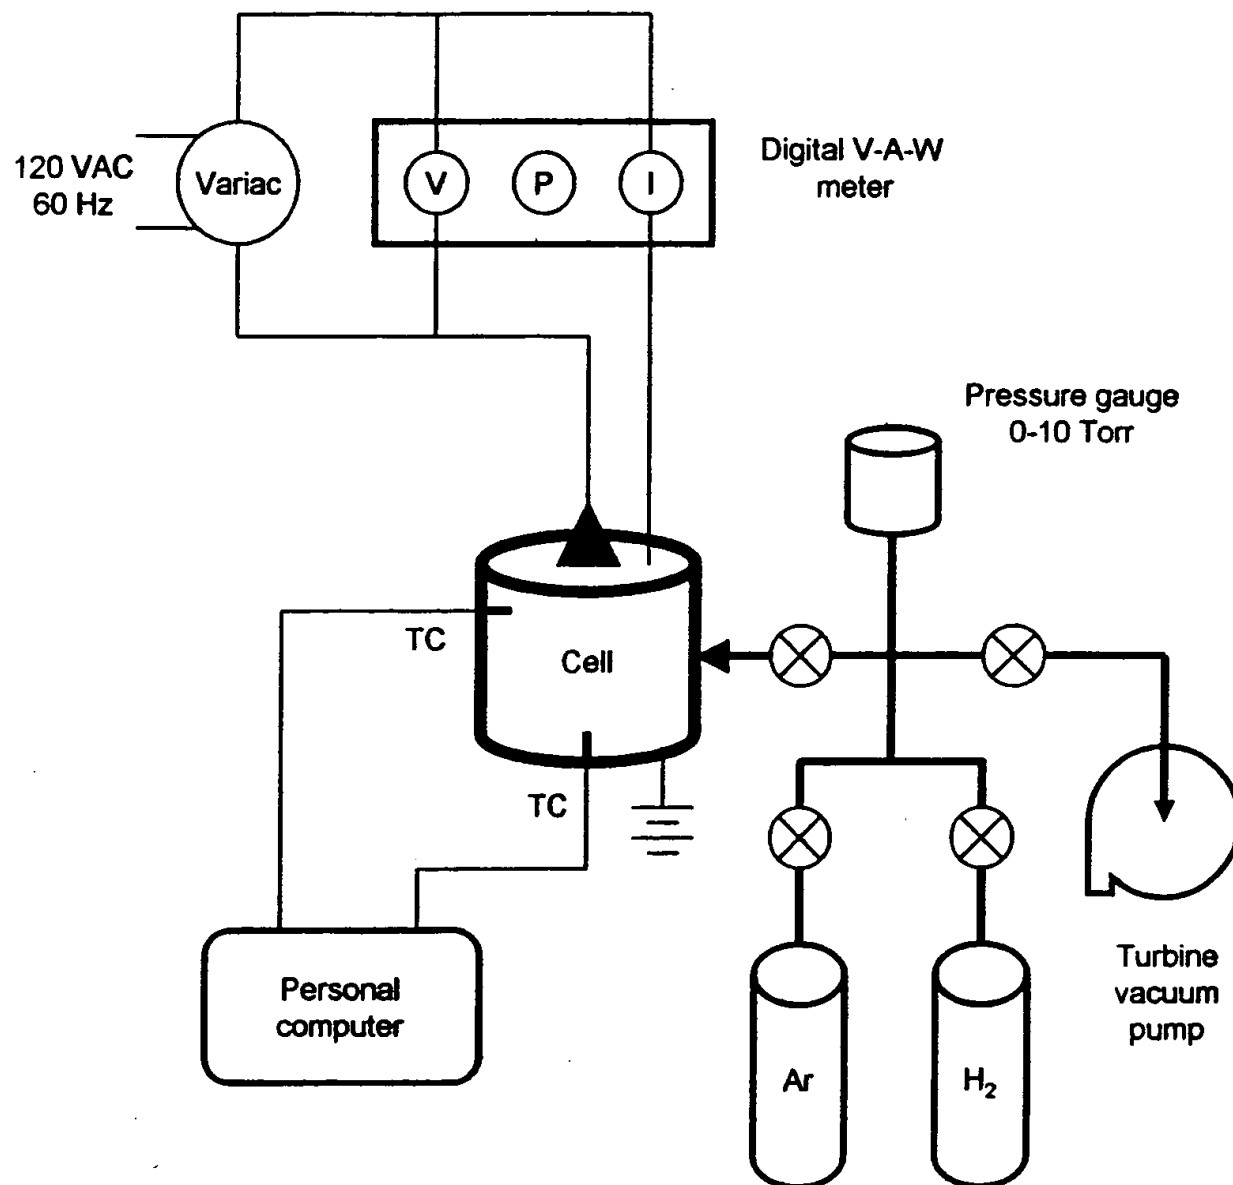 120 VAC
60 Hz
Variac
V
P
I
Digital V-A-W
meter
Pressure gauge
0-10 Torr
TC
Cell
TC
Personal
computer
Ar
H₂
Turbine
vacuum
pump